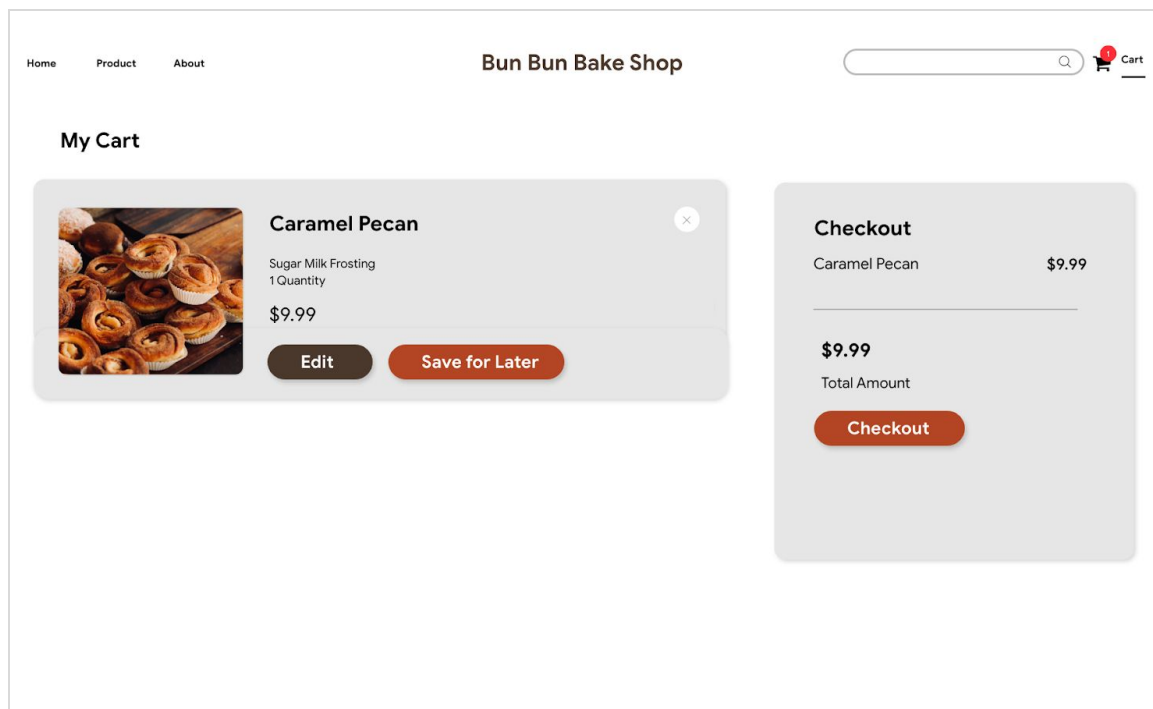 Home Product About Bun Bun Bake Shop 1 Cart
My Cart
Caramel Pecan
Sugar Milk Frosting
1 Quantity
$9.99
Edit Save for Later
Checkout
Caramel Pecan $9.99
$9.99
Total Amount
Checkout